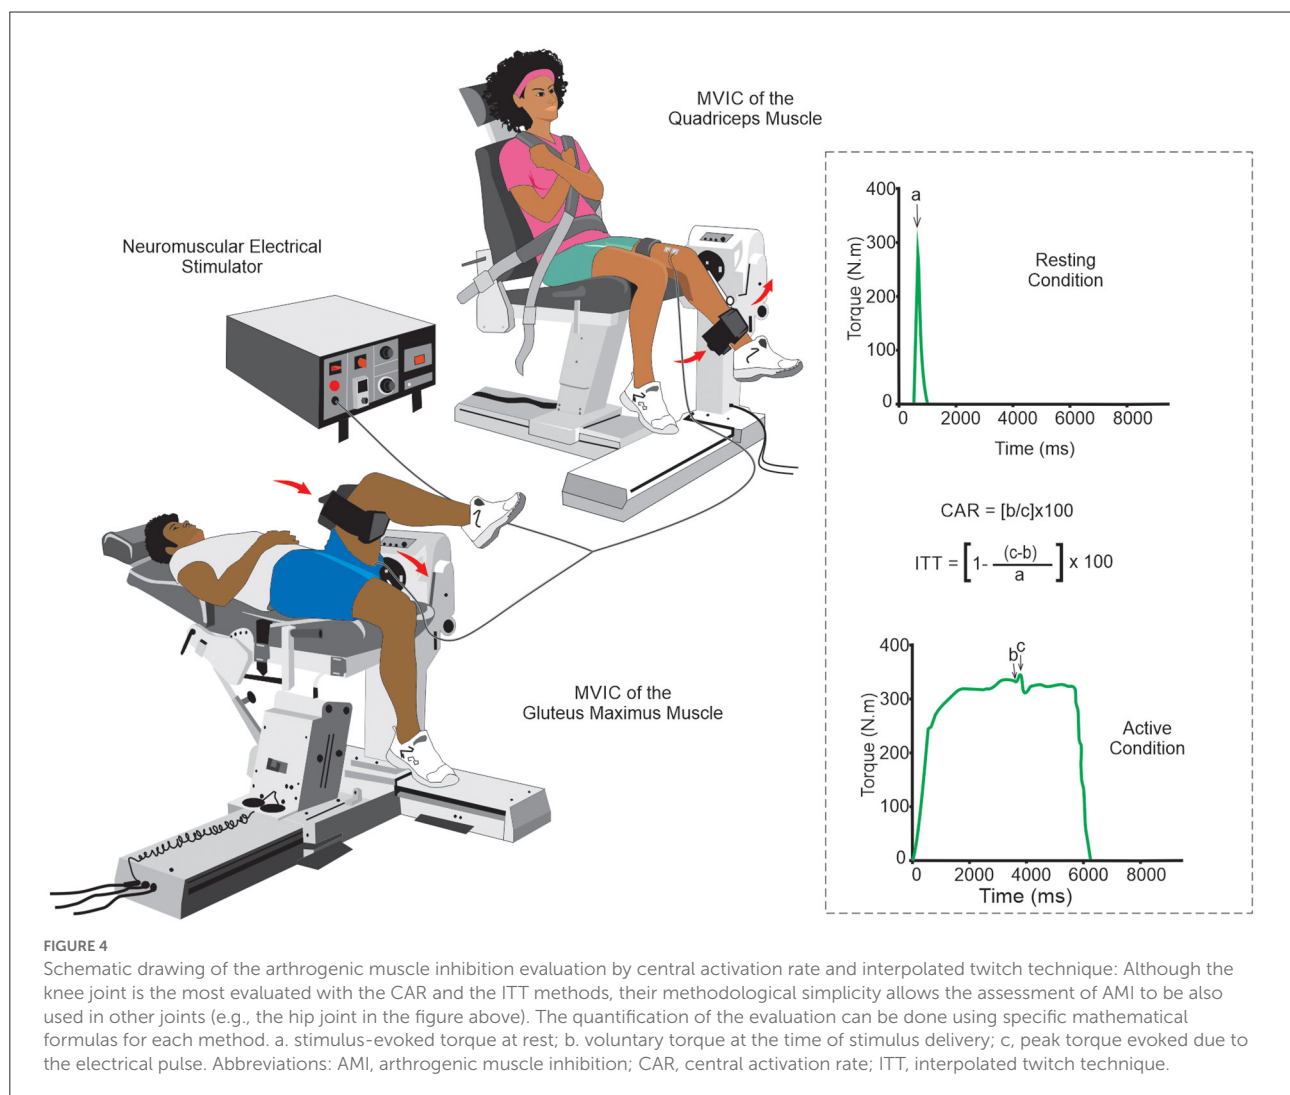 MVIC of the
Quadriceps Muscle
Neuromuscular Electrical
Stimulator
MVIC of the
Gluteus Maximus Muscle
400
300
200
100
0
Torque (N.m)
a
Resting
Condition
0 2000 4000 6000 8000
Time (ms)
CAR = [b/c]x100
ITT = [1- (c-b)/a] x 100
400
300
200
100
0
Torque (N.m)
b c
Active
Condition
0 2000 4000 6000 8000
Time (ms)
FIGURE 4
Schematic drawing of the arthrogenic muscle inhibition evaluation by central activation rate and interpolated twitch technique: Although the
knee joint is the most evaluated with the CAR and the ITT methods, their methodological simplicity allows the assessment of AMI to be also
used in other joints (e.g., the hip joint in the figure above). The quantification of the evaluation can be done using specific mathematical
formulas for each method. a. stimulus-evoked torque at rest; b. voluntary torque at the time of stimulus delivery; c, peak torque evoked due to
the electrical pulse. Abbreviations: AMI, arthrogenic muscle inhibition; CAR, central activation rate; ITT, interpolated twitch technique.